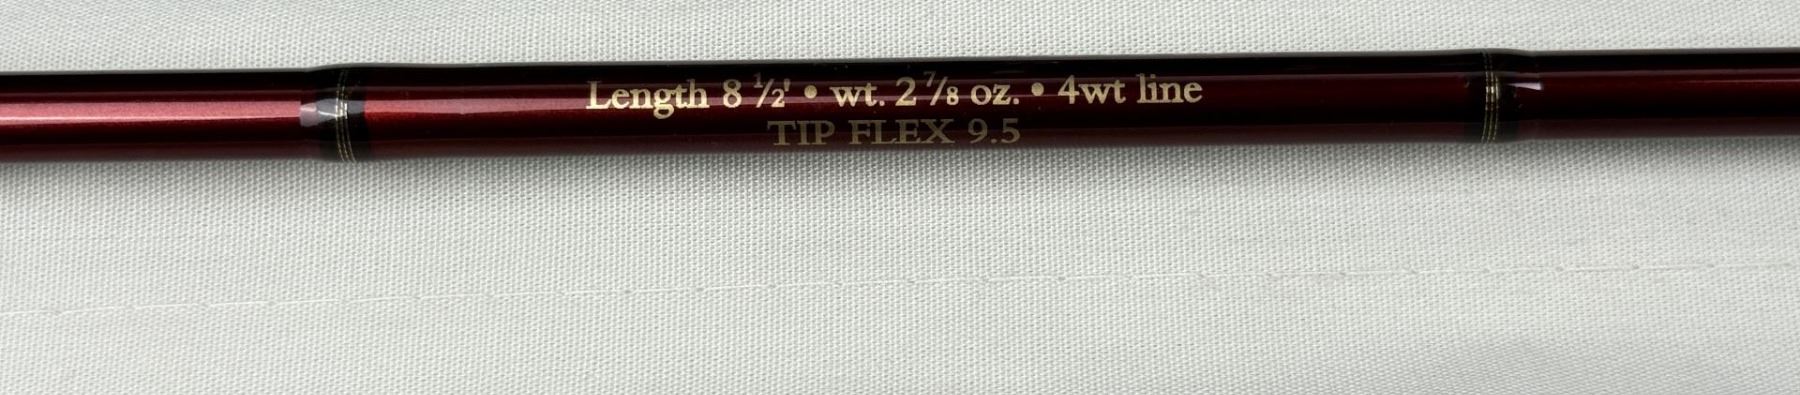 Length 8 ½' • wt. 2 ⅞ oz. • 4wt line
TIP FLEX 9.5